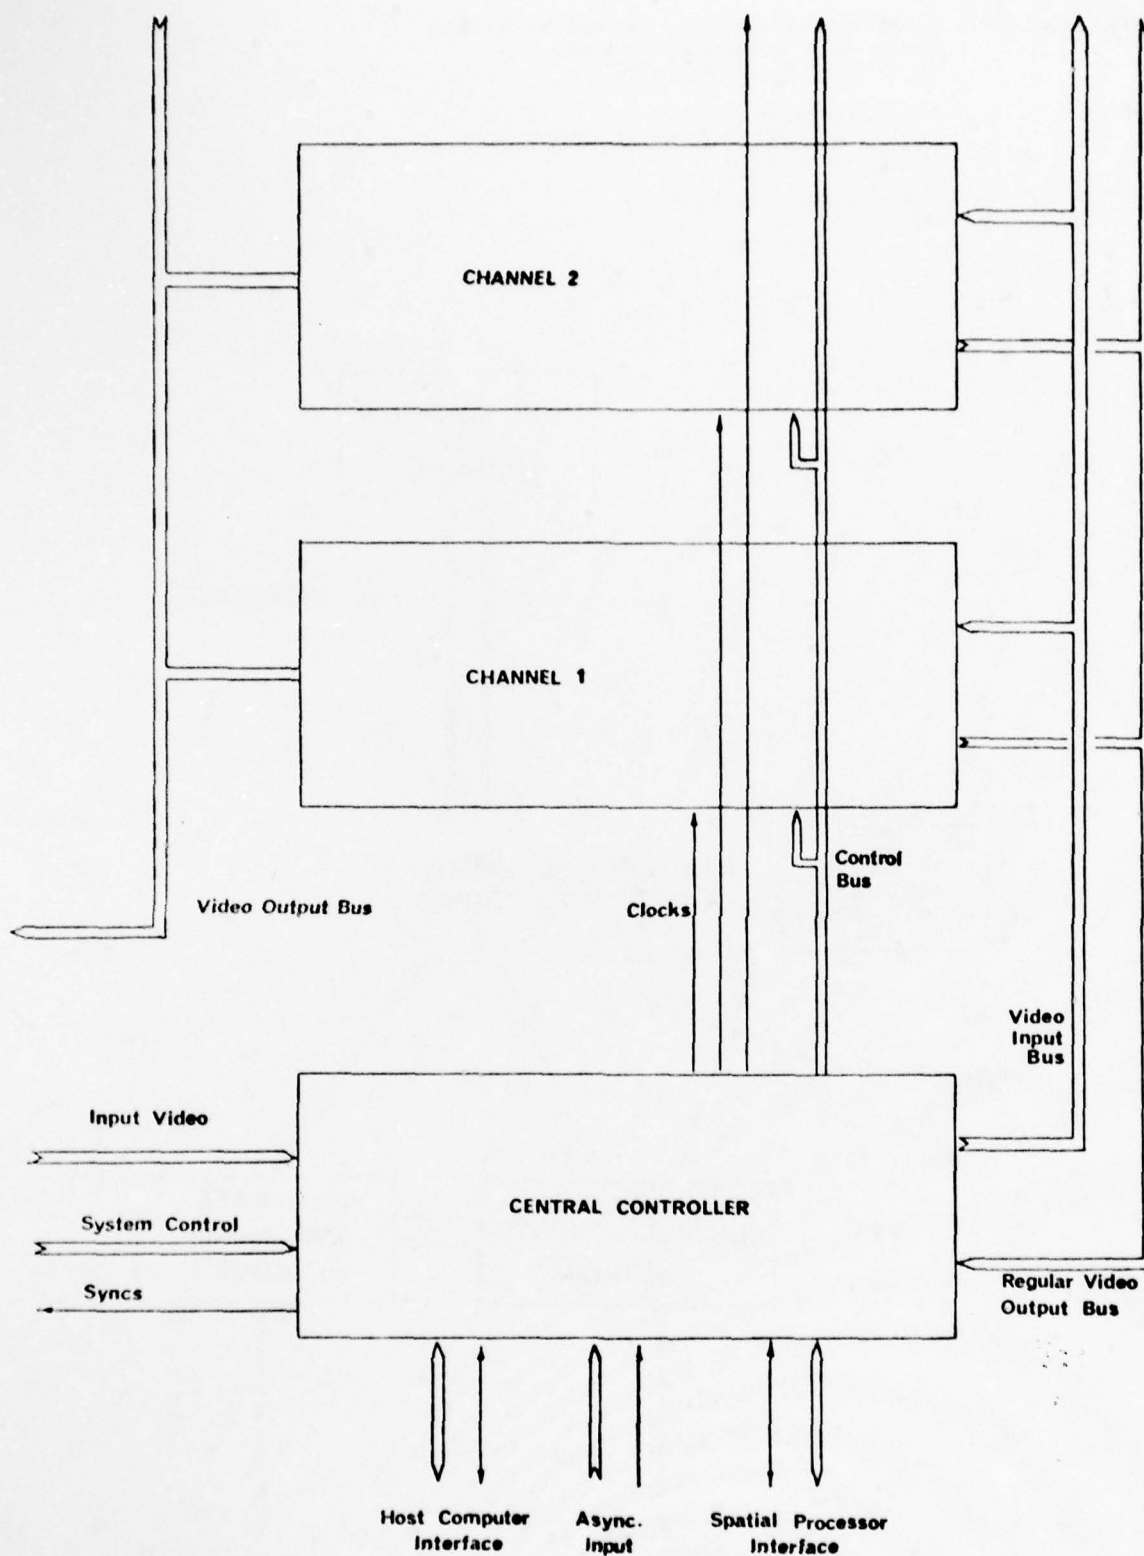 CHANNEL 2
CHANNEL 1
Control
Bus
Video Output Bus
Clocks
Video
Input
Bus
Input Video
CENTRAL CONTROLLER
System Control
Syncs
Regular Video
Output Bus
Host Computer
Interface
Async.
Input
Spatial Processor
Interface